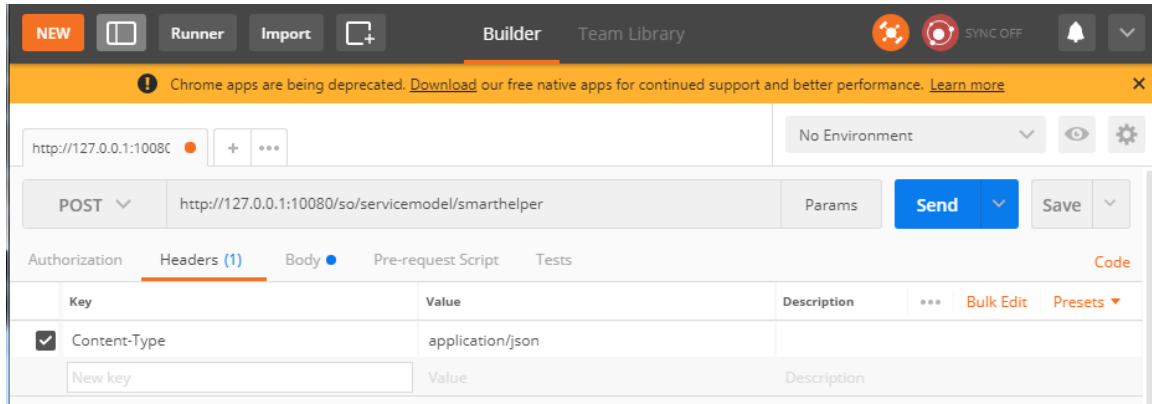 NEW Runner Import Builder Team Library SYNC OFF
Chrome apps are being deprecated. Download our free native apps for continued support and better performance. Learn more
http://127.0.0.1:1008 No Environment
POST http://127.0.0.1:10080/so/servicemodel/smarthelper Params Send Save
Authorization Headers (1) Body Pre-request Script Tests Code
Key Value Description Bulk Edit Presets
Content-Type application/json
New key Value Description